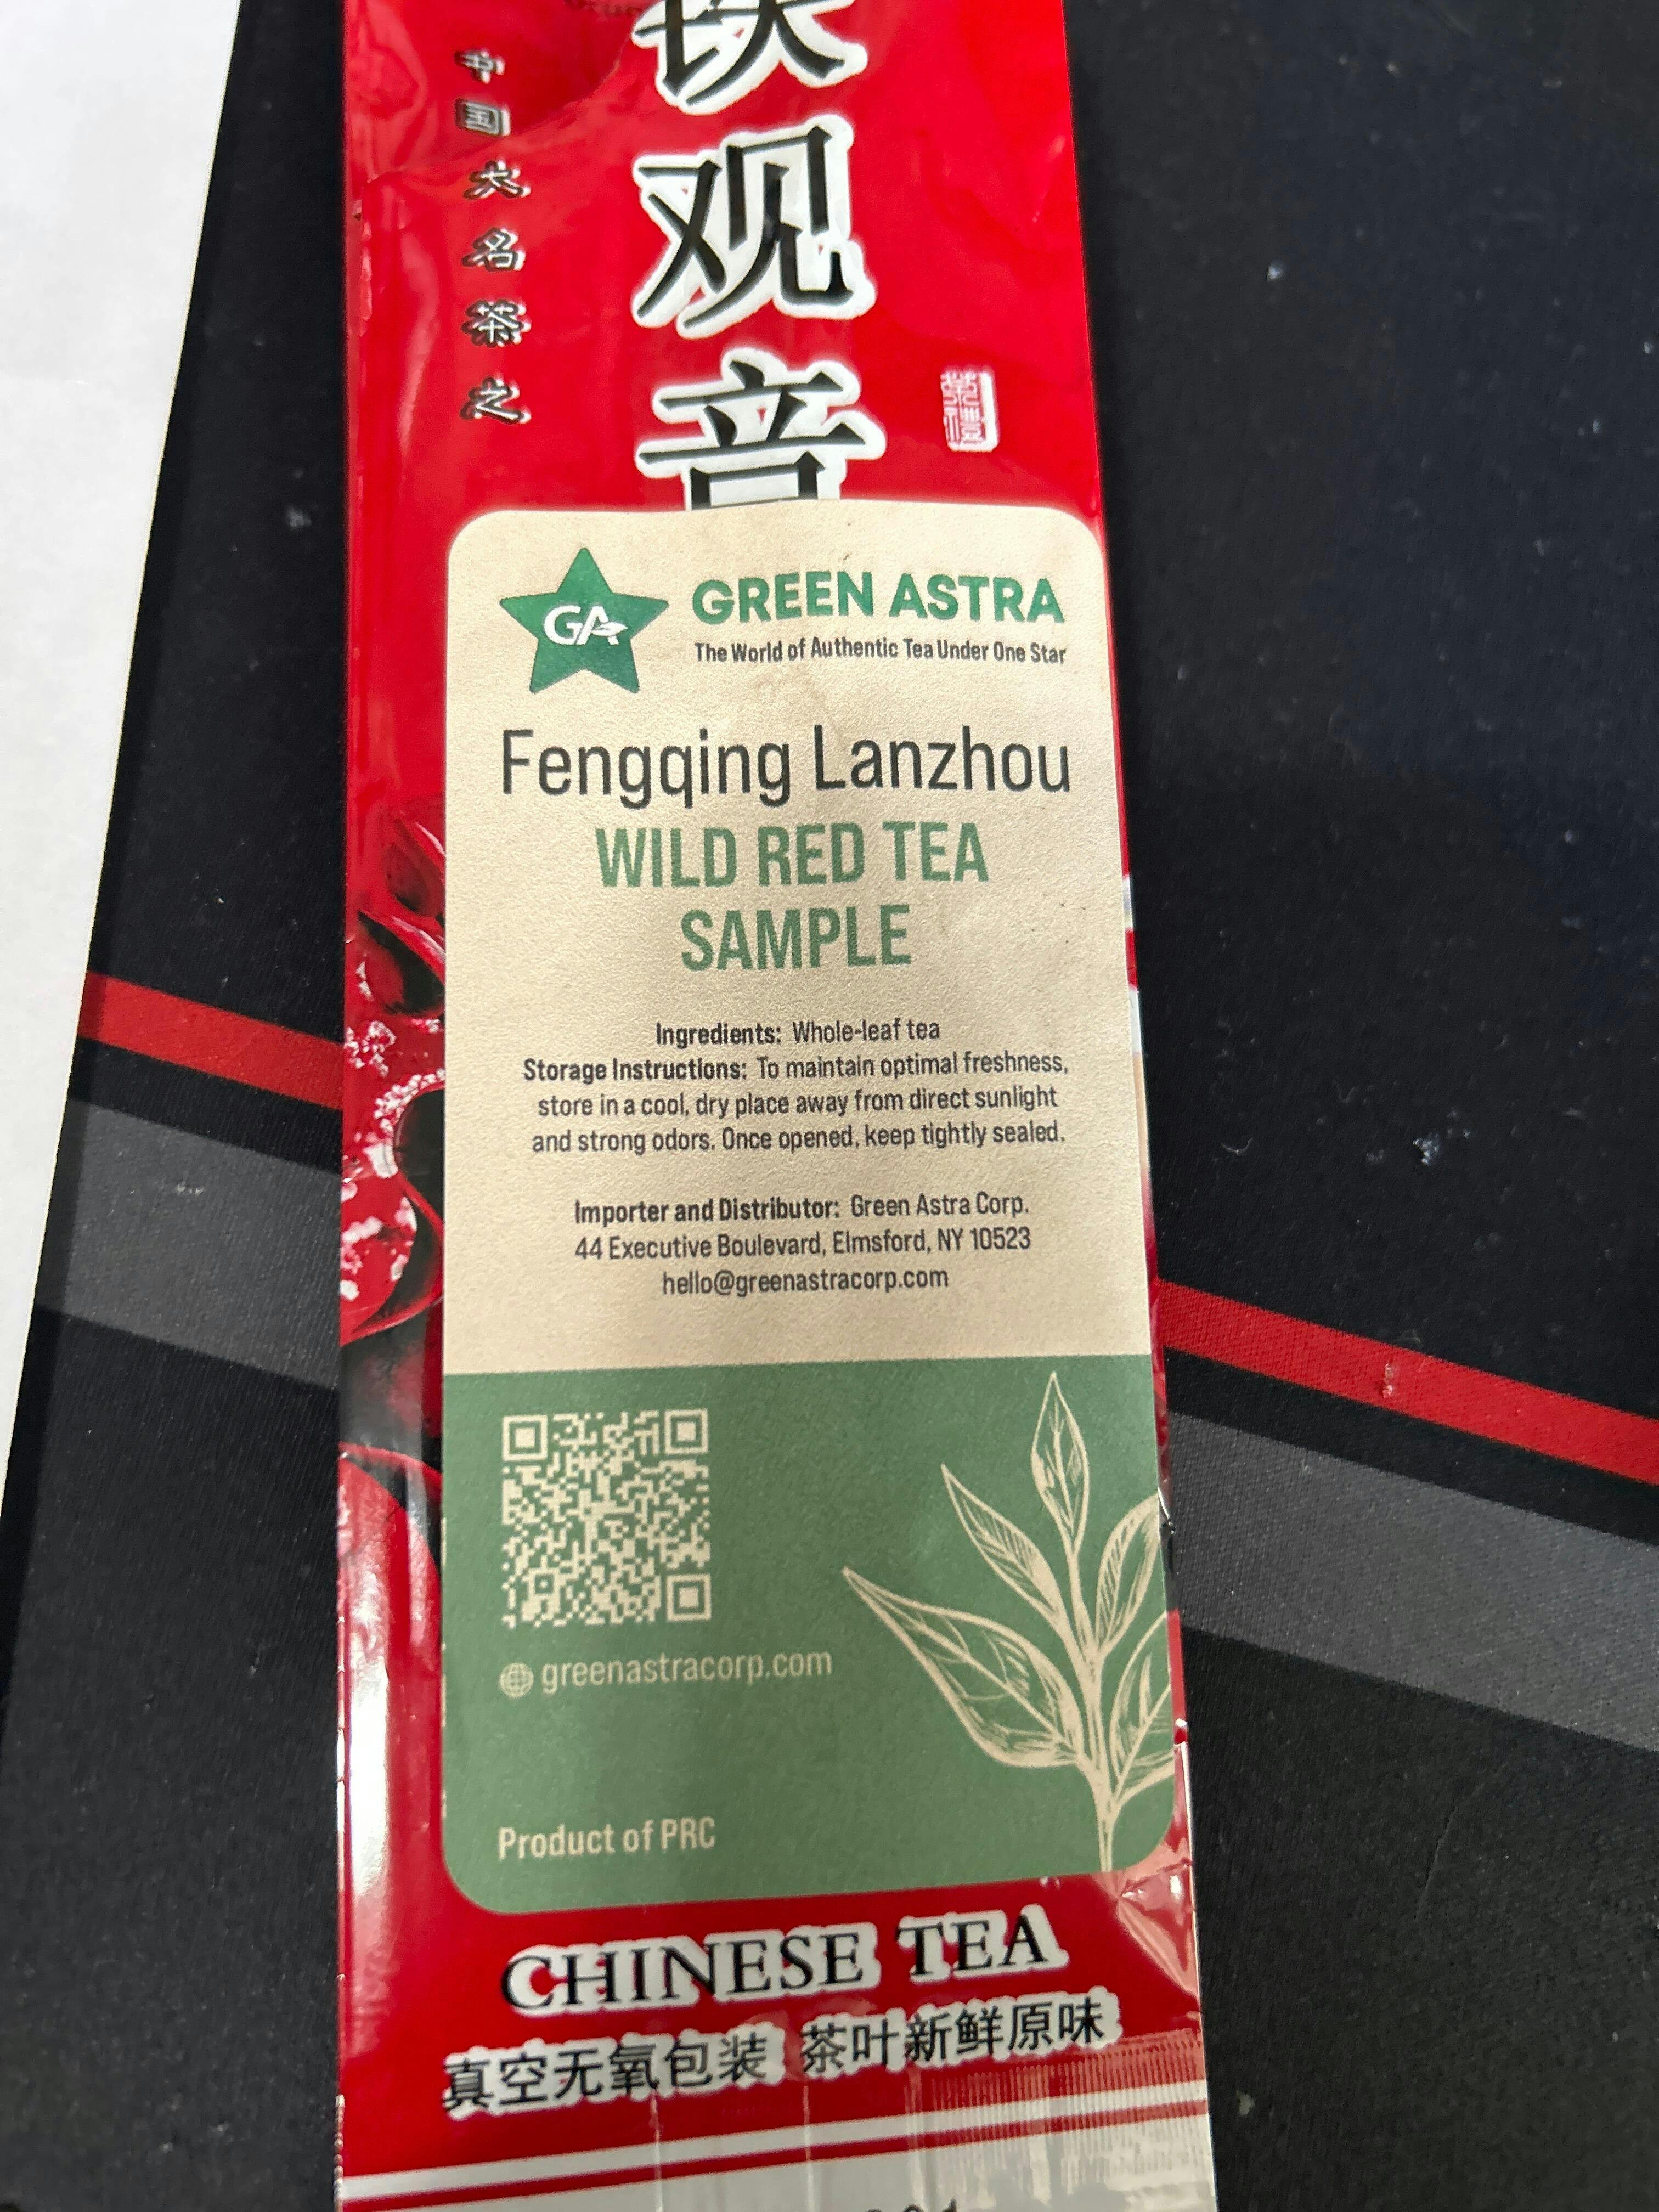 中国大名茶之
铁观音
GA
GREEN ASTRA
The World of Authentic Tea Under One Star
Fengqing Lanzhou
WILD RED TEA
SAMPLE
Ingredients: Whole-leaf tea
Storage Instructions: To maintain optimal freshness,
store in a cool, dry place away from direct sunlight
and strong odors. Once opened, keep tightly sealed.
Importer and Distributor: Green Astra Corp.
44 Executive Boulevard, Elmsford, NY 10523
hello@greenastracorp.com
greenastracorp.com
Product of PRC
CHINESE TEA
真空无氧包装 茶叶新鲜原味